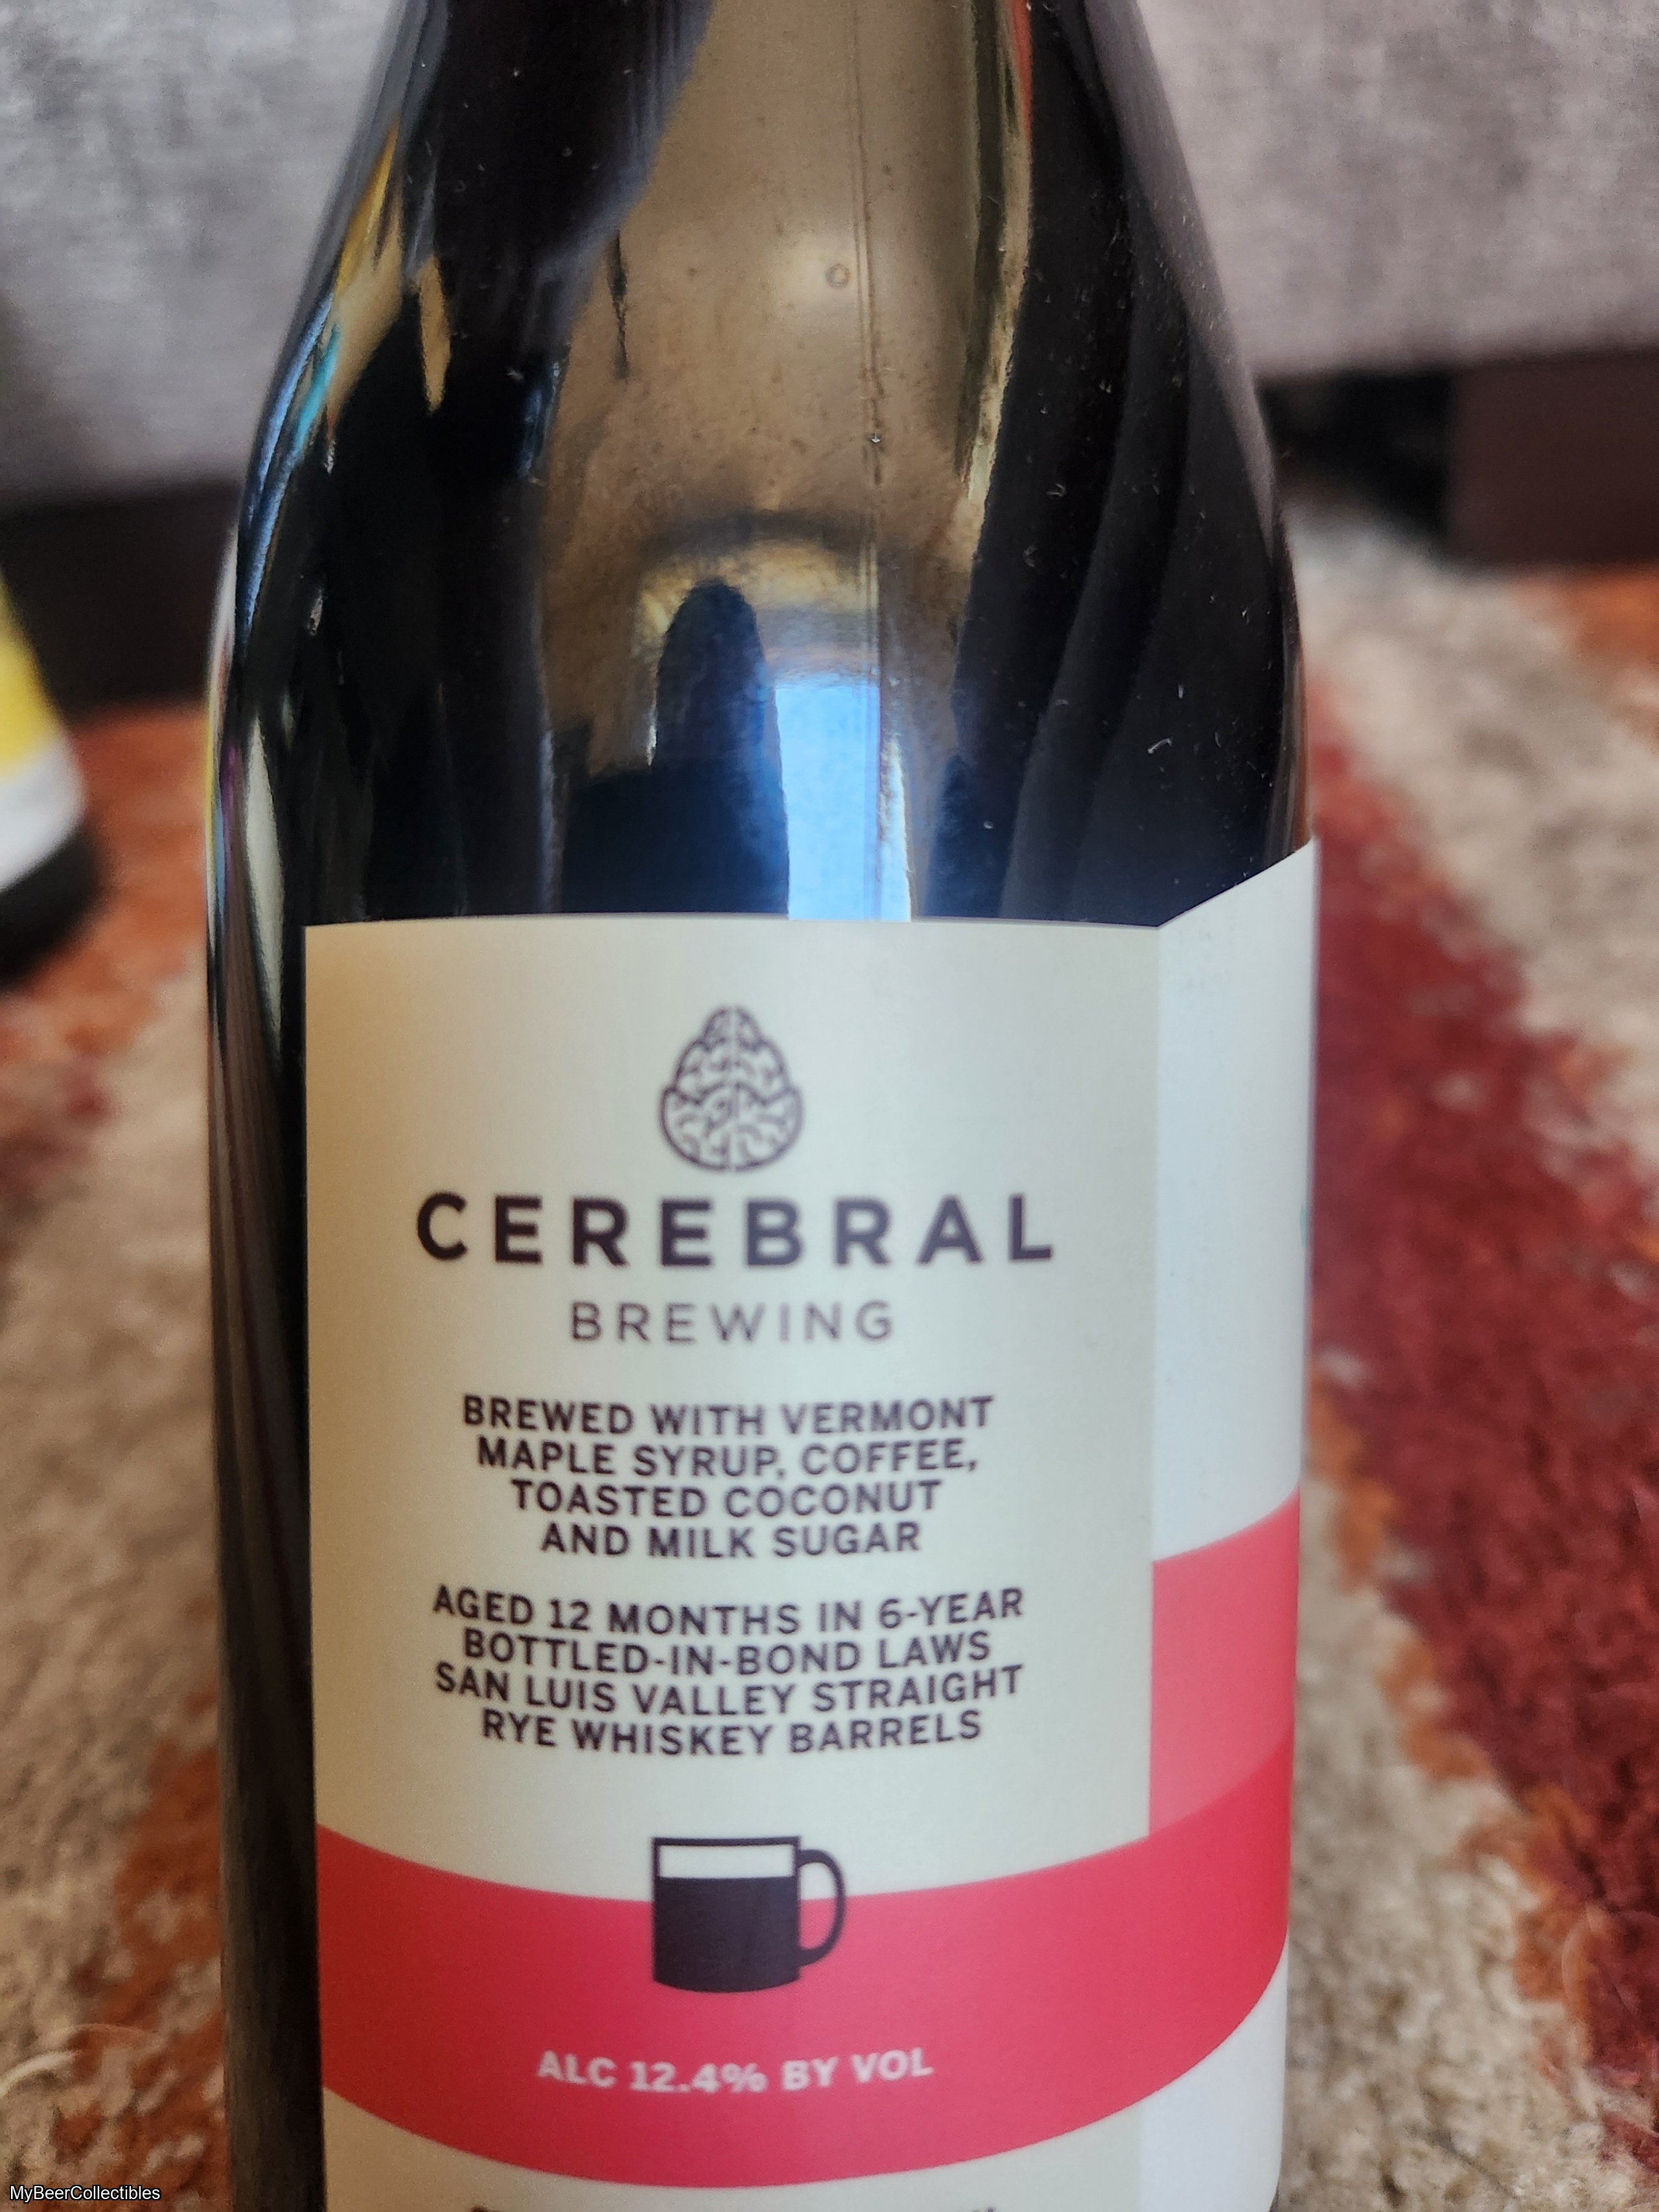 CEREBRAL
BREWING
BREWED WITH VERMONT
MAPLE SYRUP, COFFEE,
TOASTED COCONUT
AND MILK SUGAR
AGED 12 MONTHS IN 6-YEAR
BOTTLED-IN-BOND LAWS
SAN LUIS VALLEY STRAIGHT
RYE WHISKEY BARRELS
ALC 12.4% BY VOL
MyBeerCollectibles